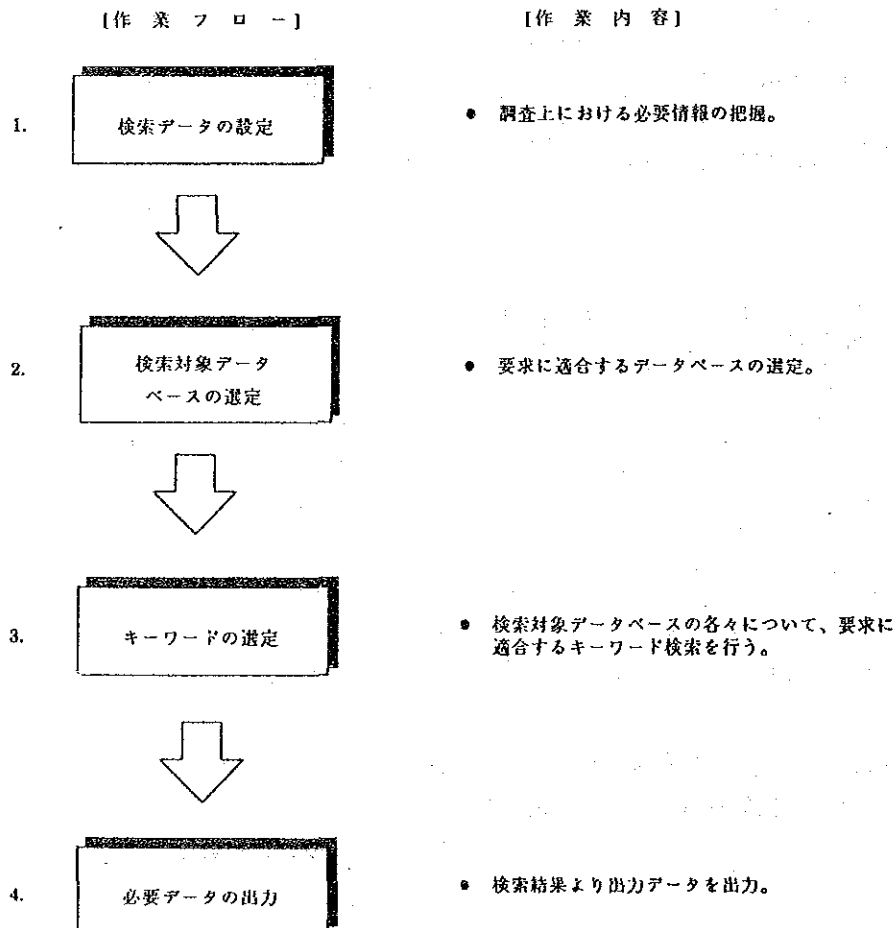 [作 業 フ ロ ー]
[作 業 内 容]
1.
検索データの設定
● 調査上における必要情報の把握。
2.
検索対象データ
ベースの選定
● 要求に適合するデータベースの選定。
3.
キーワードの選定
● 検索対象データベースの各々について、要求に
適合するキーワード検索を行う。
4.
必要データの出力
● 検索結果より出力データを出力。